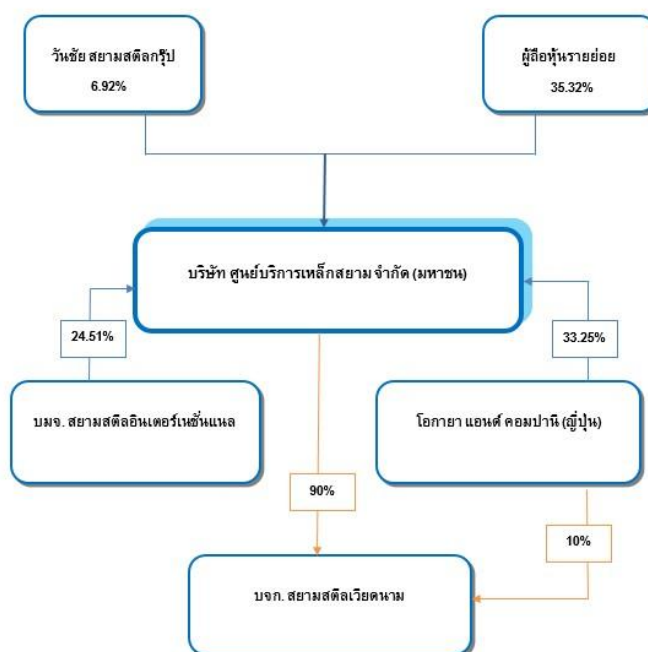 วันชัย สยามสตีลกรุ๊ป
6.92%
ผู้ถือหุ้นรายย่อย
35.32%
บริษัท ศูนย์บริการเหล็กสยาม จำกัด (มหาชน)
24.51%
33.25%
บมจ. สยามสตีลอินเตอร์เนชั่นแนล
โอกายา แอนด์ คอมปานี (ญี่ปุ่น)
90%
10%
บจก. สยามสตีลเวียดนาม